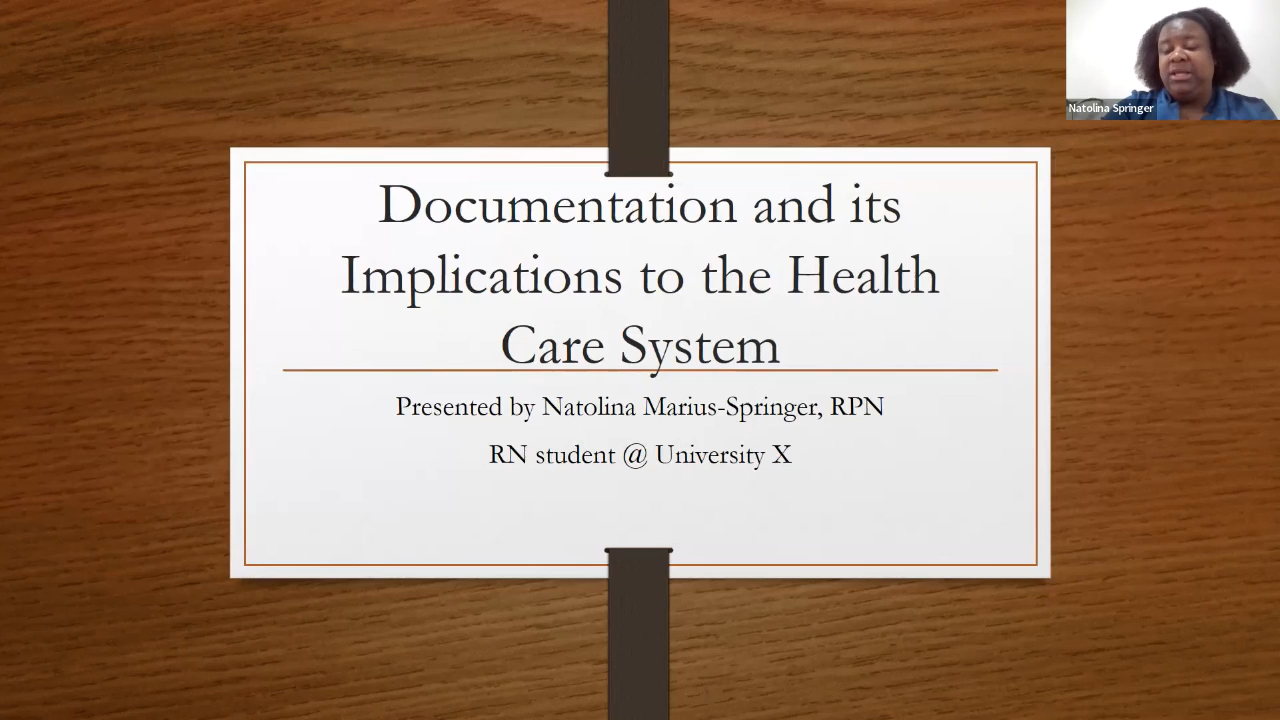 Natolina Springer
Documentation and its
Implications to the Health
Care System
Presented by Natolina Marius-Springer, RPN
RN student @ University X